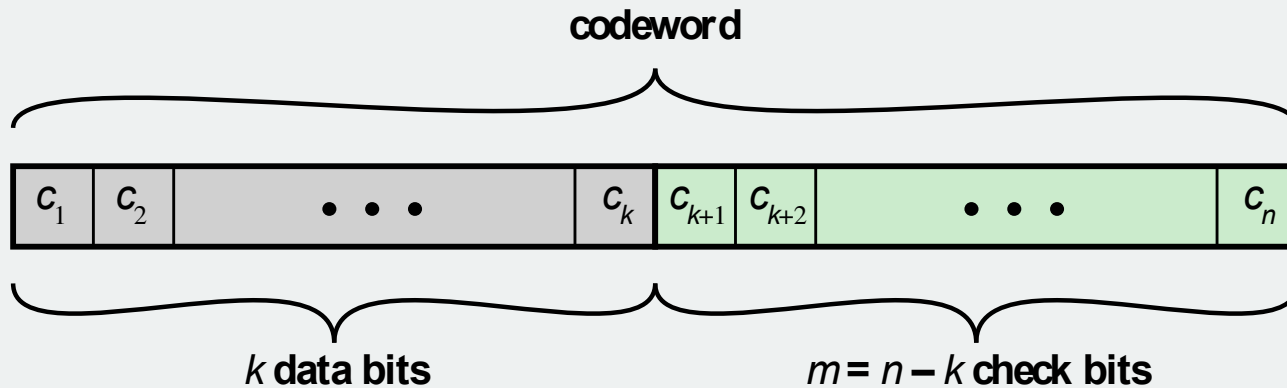 codeword
c₁ c₂ • • • cₖ cₖ₊₁ cₖ₊₂ • • • cₙ
k data bits m = n – k check bits